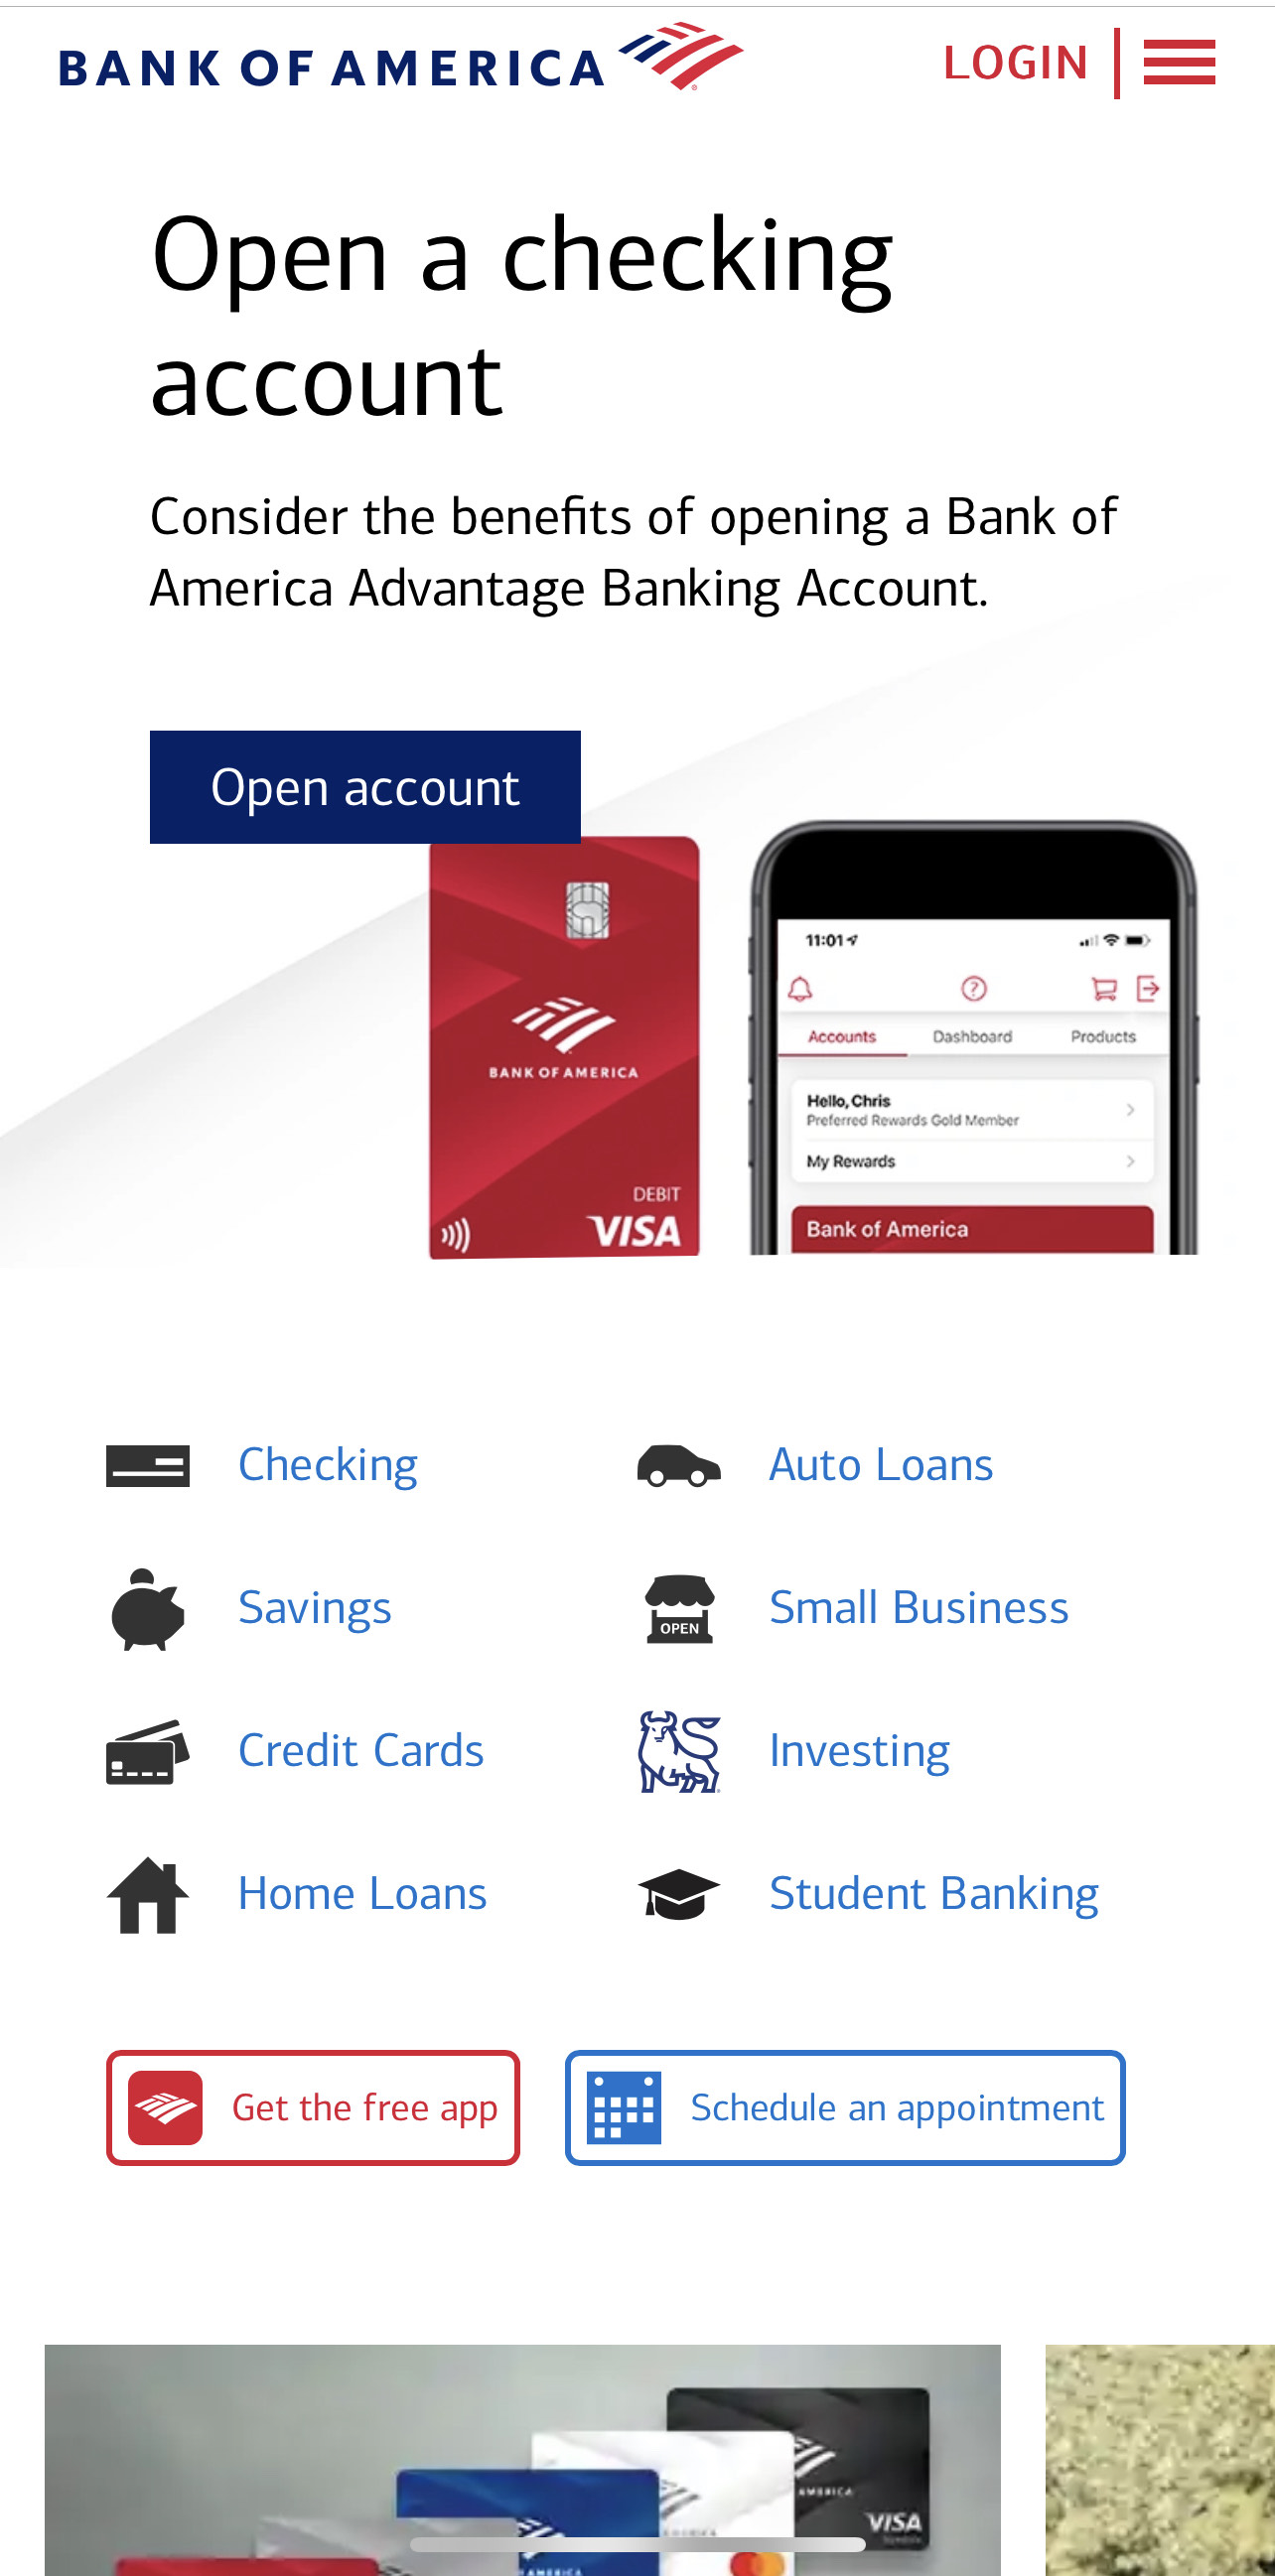 BANK OF AMERICA
LOGIN
Open a checking
account
Consider the benefits of opening a Bank of
America Advantage Banking Account.
Open account
BANK OF AMERICA
DEBIT
VISA
11:01
Accounts Dashboard Products
Hello, Chris
Preferred Rewards Gold Member
My Rewards
Bank of America
Checking
Auto Loans
Savings
OPEN
Small Business
Credit Cards
Investing
Home Loans
Student Banking
Get the free app
Schedule an appointment
AMERICA
VISA
AMERICA